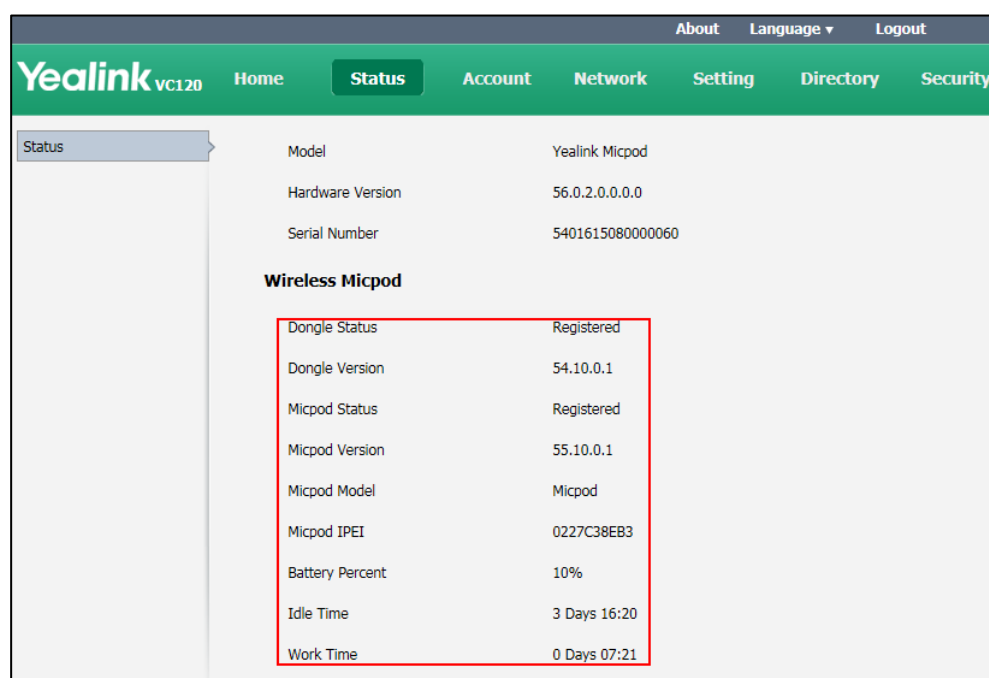 About Language ▾ Logout
Yealink VC120 Home Status Account Network Setting Directory Security
Status
Model Yealink Micpod
Hardware Version 56.0.2.0.0.0.0
Serial Number 5401615080000060
Wireless Micpod
Dongle Status Registered
Dongle Version 54.10.0.1
Micpod Status Registered
Micpod Version 55.10.0.1
Micpod Model Micpod
Micpod IPEI 0227C38EB3
Battery Percent 10%
Idle Time 3 Days 16:20
Work Time 0 Days 07:21